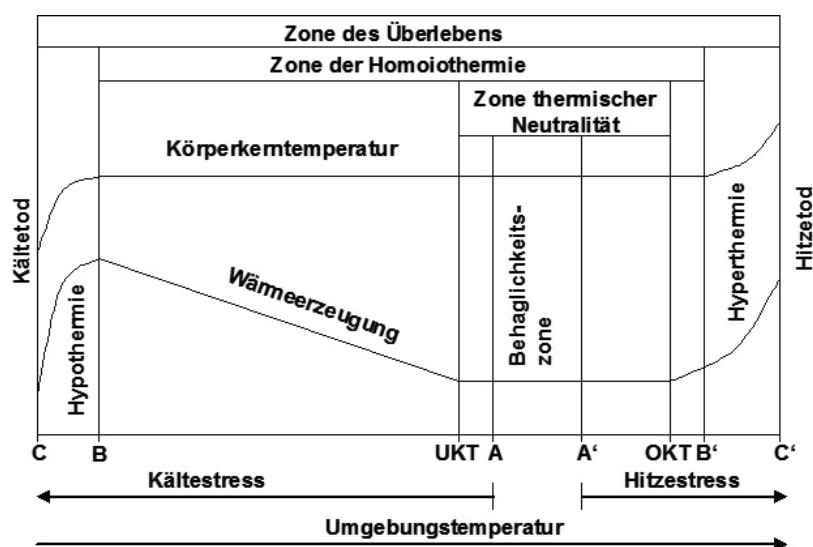 Zone des Überlebens
Zone der Homoiothermie
Zone thermischer
Neutralität
Körperkerntemperatur
Kältetod
Hypothermie
Wärmeerzeugung
Behaglichkeits-
zone
Hyperthermie
Hitzetod
C B UKT A A‘ OKT B‘ C‘
Kältestress Hitzestress
Umgebungstemperatur